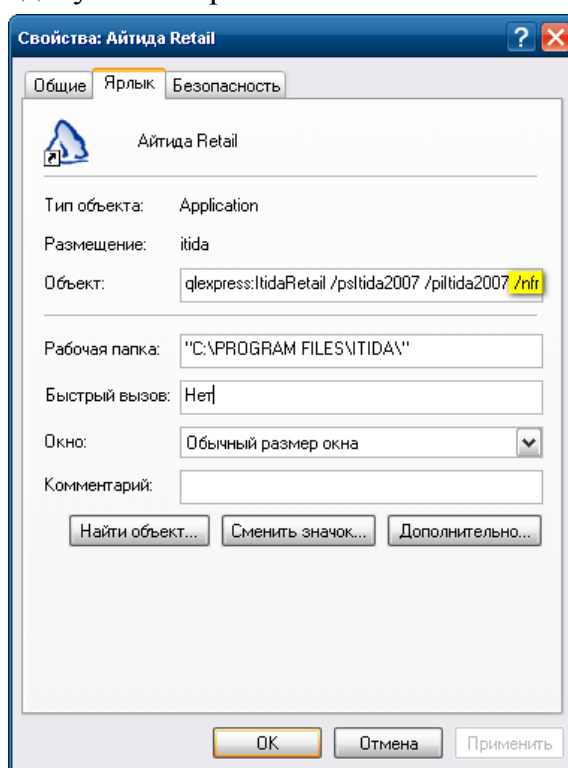 Свойства: Айтида Retail
Общие Ярлык Безопасность
Айтида Retail
Тип объекта: Application
Размещение: itida
Объект: qlexpress:ItidaRetail /psItida2007 /piItida2007 /nfr
Рабочая папка: "C:\PROGRAM FILES\ITIDA\"
Быстрый вызов: Нет
Окно: Обычный размер окна
Комментарий:
Найти объект... Сменить значок... Дополнительно...
OK Отмена Применить